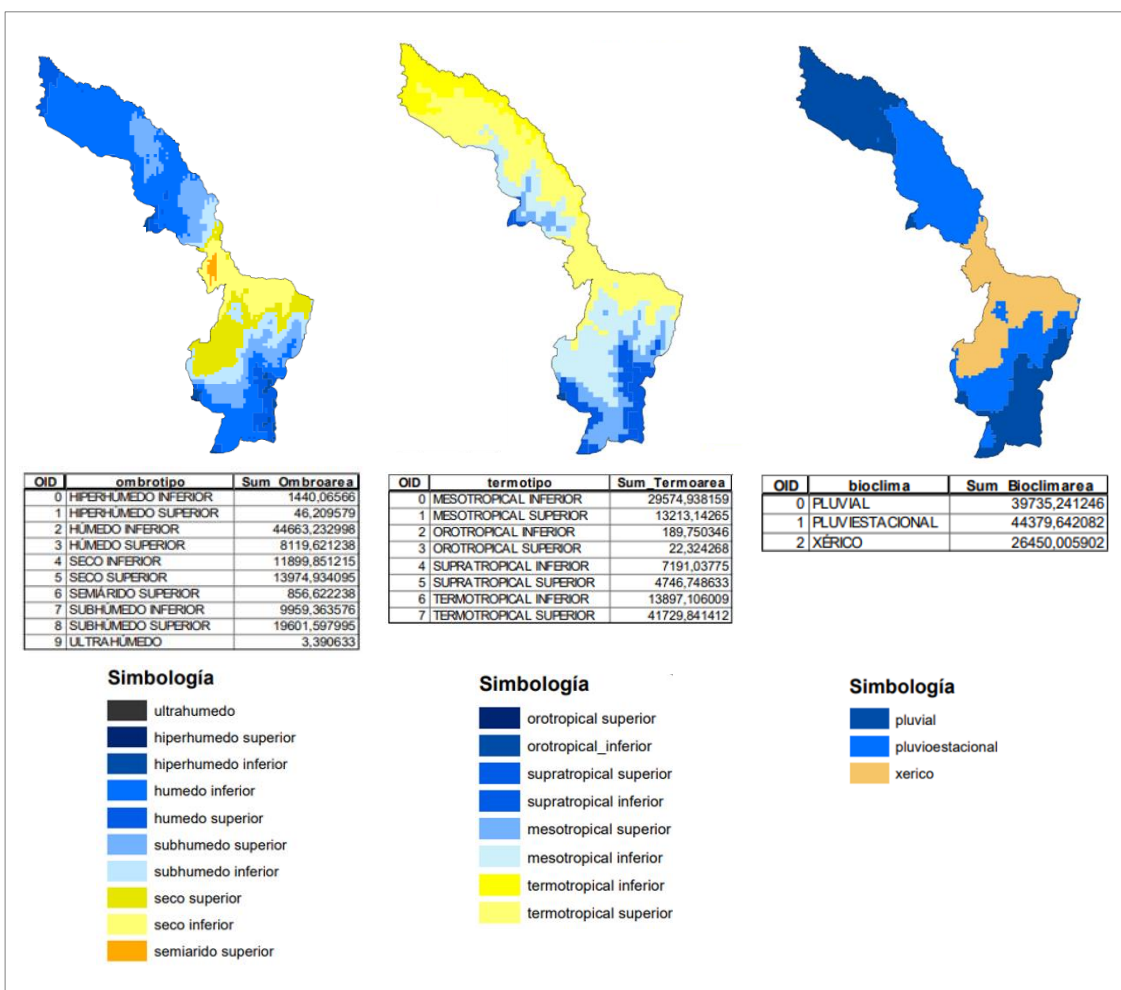 OID ombrotipo Sum_Ombroarea
0 HIPERHÚMEDO INFERIOR 1440,06566
1 HIPERHÚMEDO SUPERIOR 46,209579
2 HÚMEDO INFERIOR 44663,232998
3 HÚMEDO SUPERIOR 8119,621238
4 SECO INFERIOR 11899,851215
5 SECO SUPERIOR 13974,934095
6 SEMIÁRIDO SUPERIOR 856,622238
7 SUBHÚMEDO INFERIOR 9959,363576
8 SUBHÚMEDO SUPERIOR 19601,597995
9 ULTRAHÚMEDO 3,390633
OID termotipo Sum_Termoarea
0 MESOTROPICAL INFERIOR 29574,938159
1 MESOTROPICAL SUPERIOR 13213,14265
2 OROTROPICAL INFERIOR 189,750346
3 OROTROPICAL SUPERIOR 22,324268
4 SUPRATROPICAL INFERIOR 7191,03775
5 SUPRATROPICAL SUPERIOR 4746,748633
6 TERMOTROPICAL INFERIOR 13897,106009
7 TERMOTROPICAL SUPERIOR 41729,841412
OID bioclima Sum_Bioclimarea
0 PLUVIAL 39735,241246
1 PLUVIESTACIONAL 44379,642082
2 XÉRICO 26450,005902
Simbología
ultrahumedo
hiperhumedo superior
hiperhumedo inferior
humedo inferior
humedo superior
subhumedo superior
subhumedo inferior
seco superior
seco inferior
semiarido superior
Simbología
orotropical superior
orotropical_inferior
supratropical superior
supratropical inferior
mesotropical superior
mesotropical inferior
termotropical inferior
termotropical superior
Simbología
pluvial
pluvioestacional
xerico